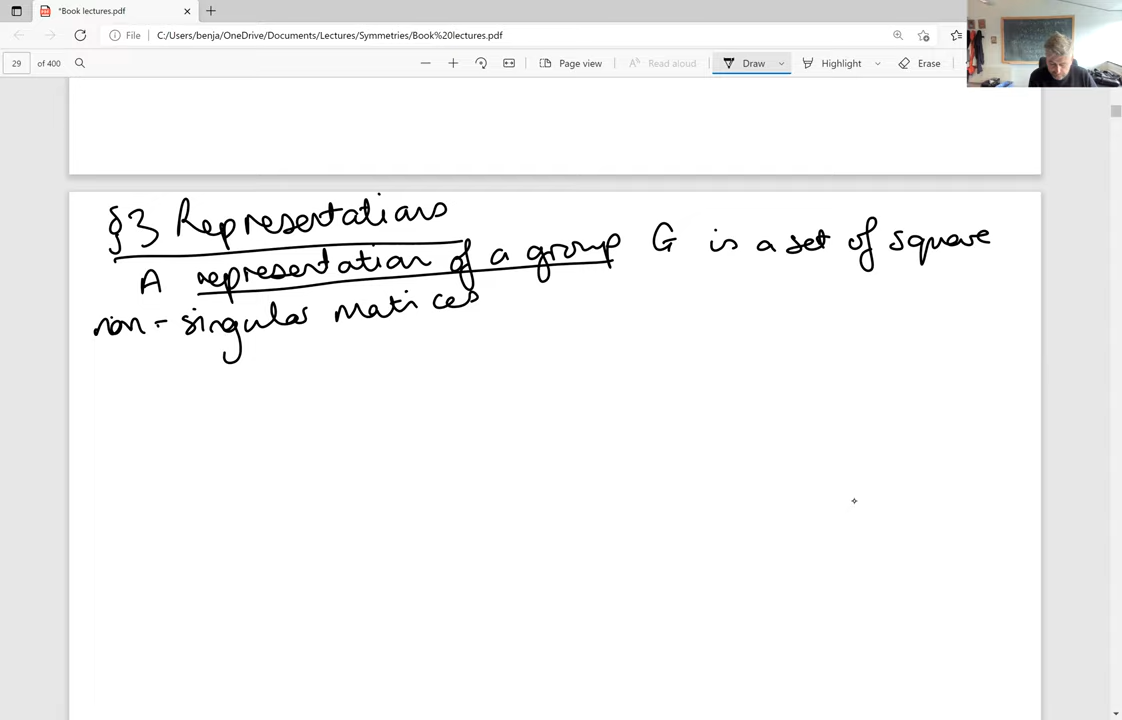 *Book lectures.pdf
File
C:/Users/benja/OneDrive/Documents/Lectures/Symmetries/Book%20lectures.pdf
29 of 400
Page view
Read aloud
Draw
Highlight
Erase
§3 Representations
A representation of a group G is a set of square
non-singular matrices